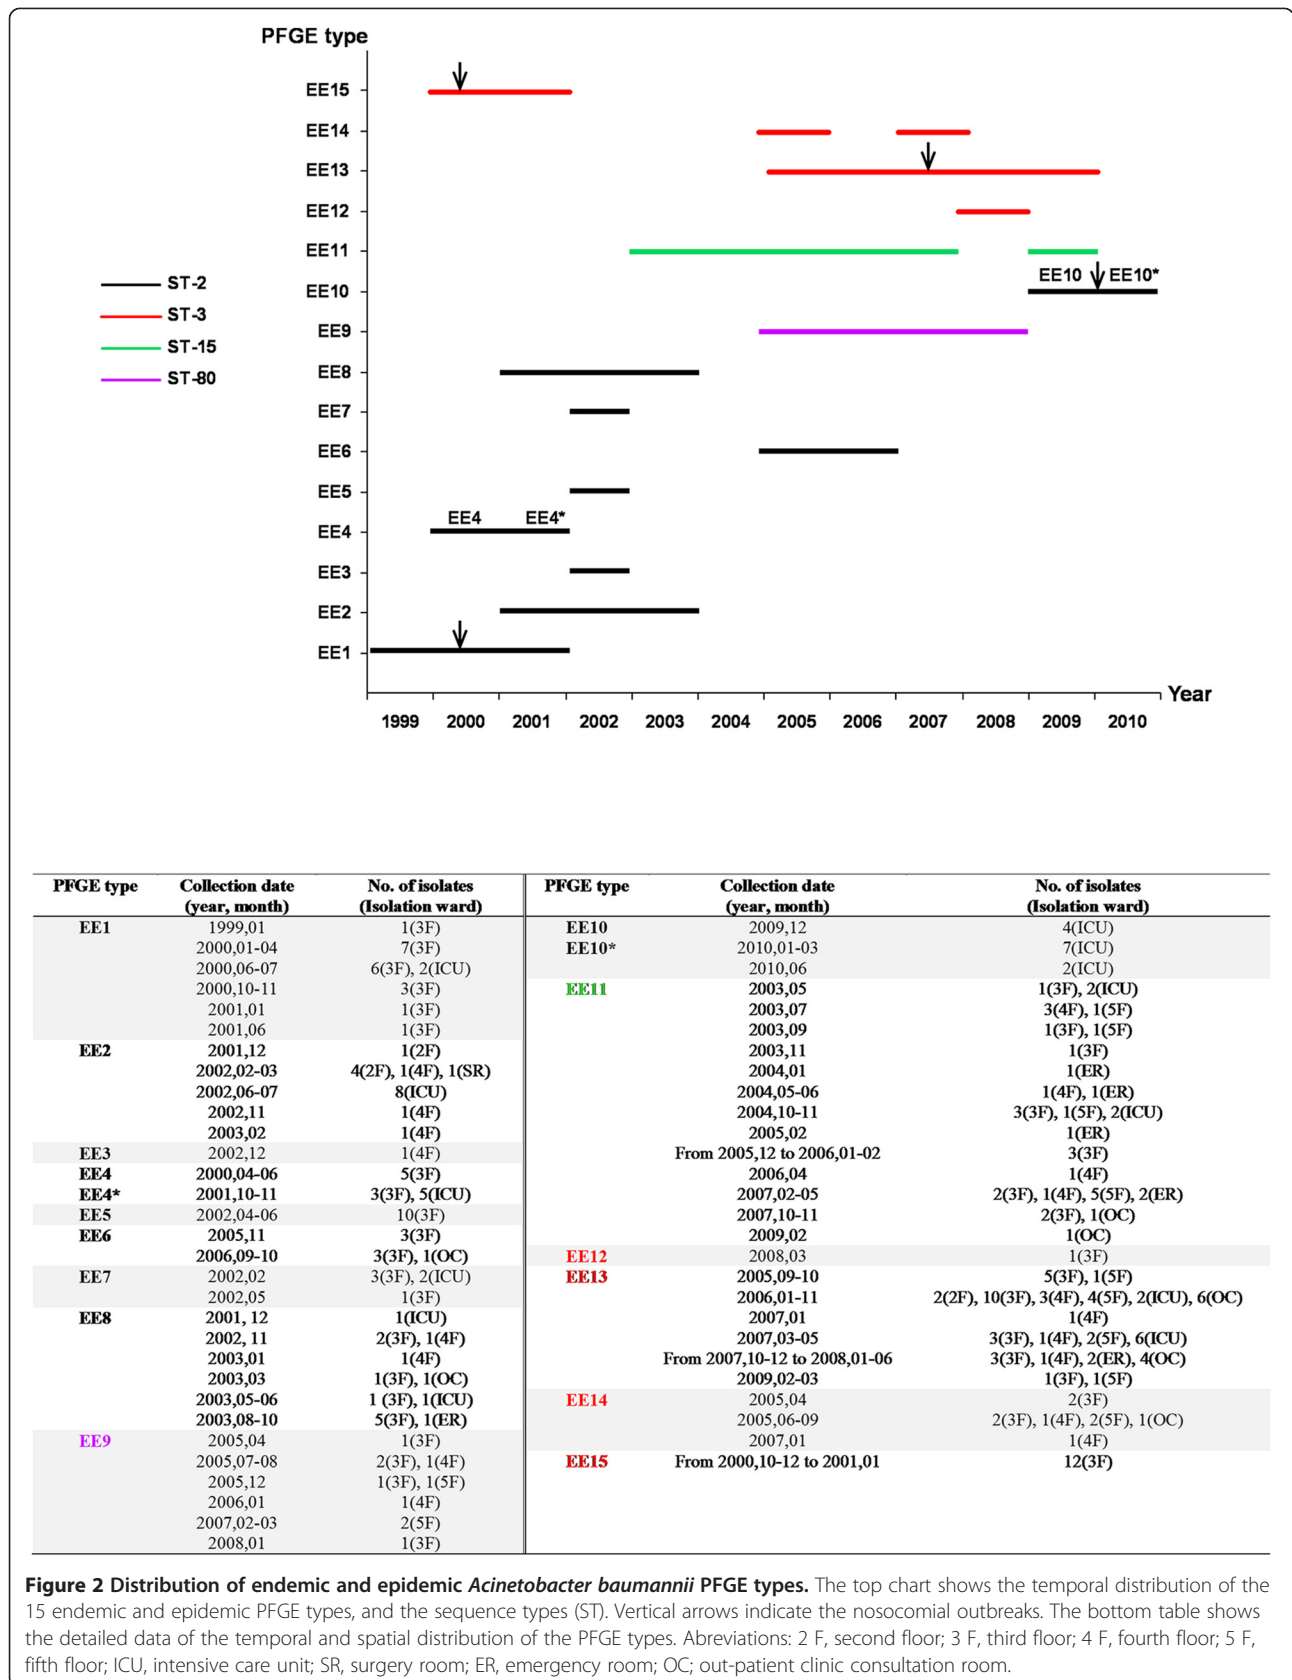 PFGE type
EE15
EE14
EE13
EE12
EE11
EE10
EE9
EE8
EE7
EE6
EE5
EE4
EE3
EE2
EE1
ST-2
ST-3
ST-15
ST-80
EE10 EE10*
EE4 EE4*
Year
1999 2000 2001 2002 2003 2004 2005 2006 2007 2008 2009 2010
PFGE type Collection date (year, month) No. of isolates (Isolation ward)
EE1 1999,01 1(3F)
2000,01-04 7(3F)
2000,06-07 6(3F), 2(ICU)
2000,10-11 3(3F)
2001,01 1(3F)
2001,06 1(3F)
EE2 2001,12 1(2F)
2002,02-03 4(2F), 1(4F), 1(SR)
2002,06-07 8(ICU)
2002,11 1(4F)
2003,02 1(4F)
EE3 2002,12 1(4F)
EE4 2000,04-06 5(3F)
EE4* 2001,10-11 3(3F), 5(ICU)
EE5 2002,04-06 10(3F)
EE6 2005,11 3(3F)
2006,09-10 3(3F), 1(OC)
EE7 2002,02 3(3F), 2(ICU)
2002,05 1(3F)
EE8 2001, 12 1(ICU)
2002, 11 2(3F), 1(4F)
2003,01 1(4F)
2003,03 1(3F), 1(OC)
2003,05-06 1 (3F), 1(ICU)
2003,08-10 5(3F), 1(ER)
EE9 2005,04 1(3F)
2005,07-08 2(3F), 1(4F)
2005,12 1(3F), 1(5F)
2006,01 1(4F)
2007,02-03 2(5F)
2008,01 1(3F)
PFGE type Collection date (year, month) No. of isolates (Isolation ward)
EE10 2009,12 4(ICU)
EE10* 2010,01-03 7(ICU)
2010,06 2(ICU)
EE11 2003,05 1(3F), 2(ICU)
2003,07 3(4F), 1(5F)
2003,09 1(3F), 1(5F)
2003,11 1(3F)
2004,01 1(ER)
2004,05-06 1(4F), 1(ER)
2004,10-11 3(3F), 1(5F), 2(ICU)
2005,02 1(ER)
From 2005,12 to 2006,01-02 3(3F)
2006,04 1(4F)
2007,02-05 2(3F), 1(4F), 5(5F), 2(ER)
2007,10-11 2(3F), 1(OC)
2009,02 1(OC)
EE12 2008,03 1(3F)
EE13 2005,09-10 5(3F), 1(5F)
2006,01-11 2(2F), 10(3F), 3(4F), 4(5F), 2(ICU), 6(OC)
2007,01 1(4F)
2007,03-05 3(3F), 1(4F), 2(5F), 6(ICU)
From 2007,10-12 to 2008,01-06 3(3F), 1(4F), 2(ER), 4(OC)
2009,02-03 1(3F), 1(5F)
EE14 2005,04 2(3F)
2005,06-09 2(3F), 1(4F), 2(5F), 1(OC)
2007,01 1(4F)
EE15 From 2000,10-12 to 2001,01 12(3F)
Figure 2 Distribution of endemic and epidemic Acinetobacter baumannii PFGE types. The top chart shows the temporal distribution of the
15 endemic and epidemic PFGE types, and the sequence types (ST). Vertical arrows indicate the nosocomial outbreaks. The bottom table shows
the detailed data of the temporal and spatial distribution of the PFGE types. Abreviations: 2 F, second floor; 3 F, third floor; 4 F, fourth floor; 5 F,
fifth floor; ICU, intensive care unit; SR, surgery room; ER, emergency room; OC; out-patient clinic consultation room.